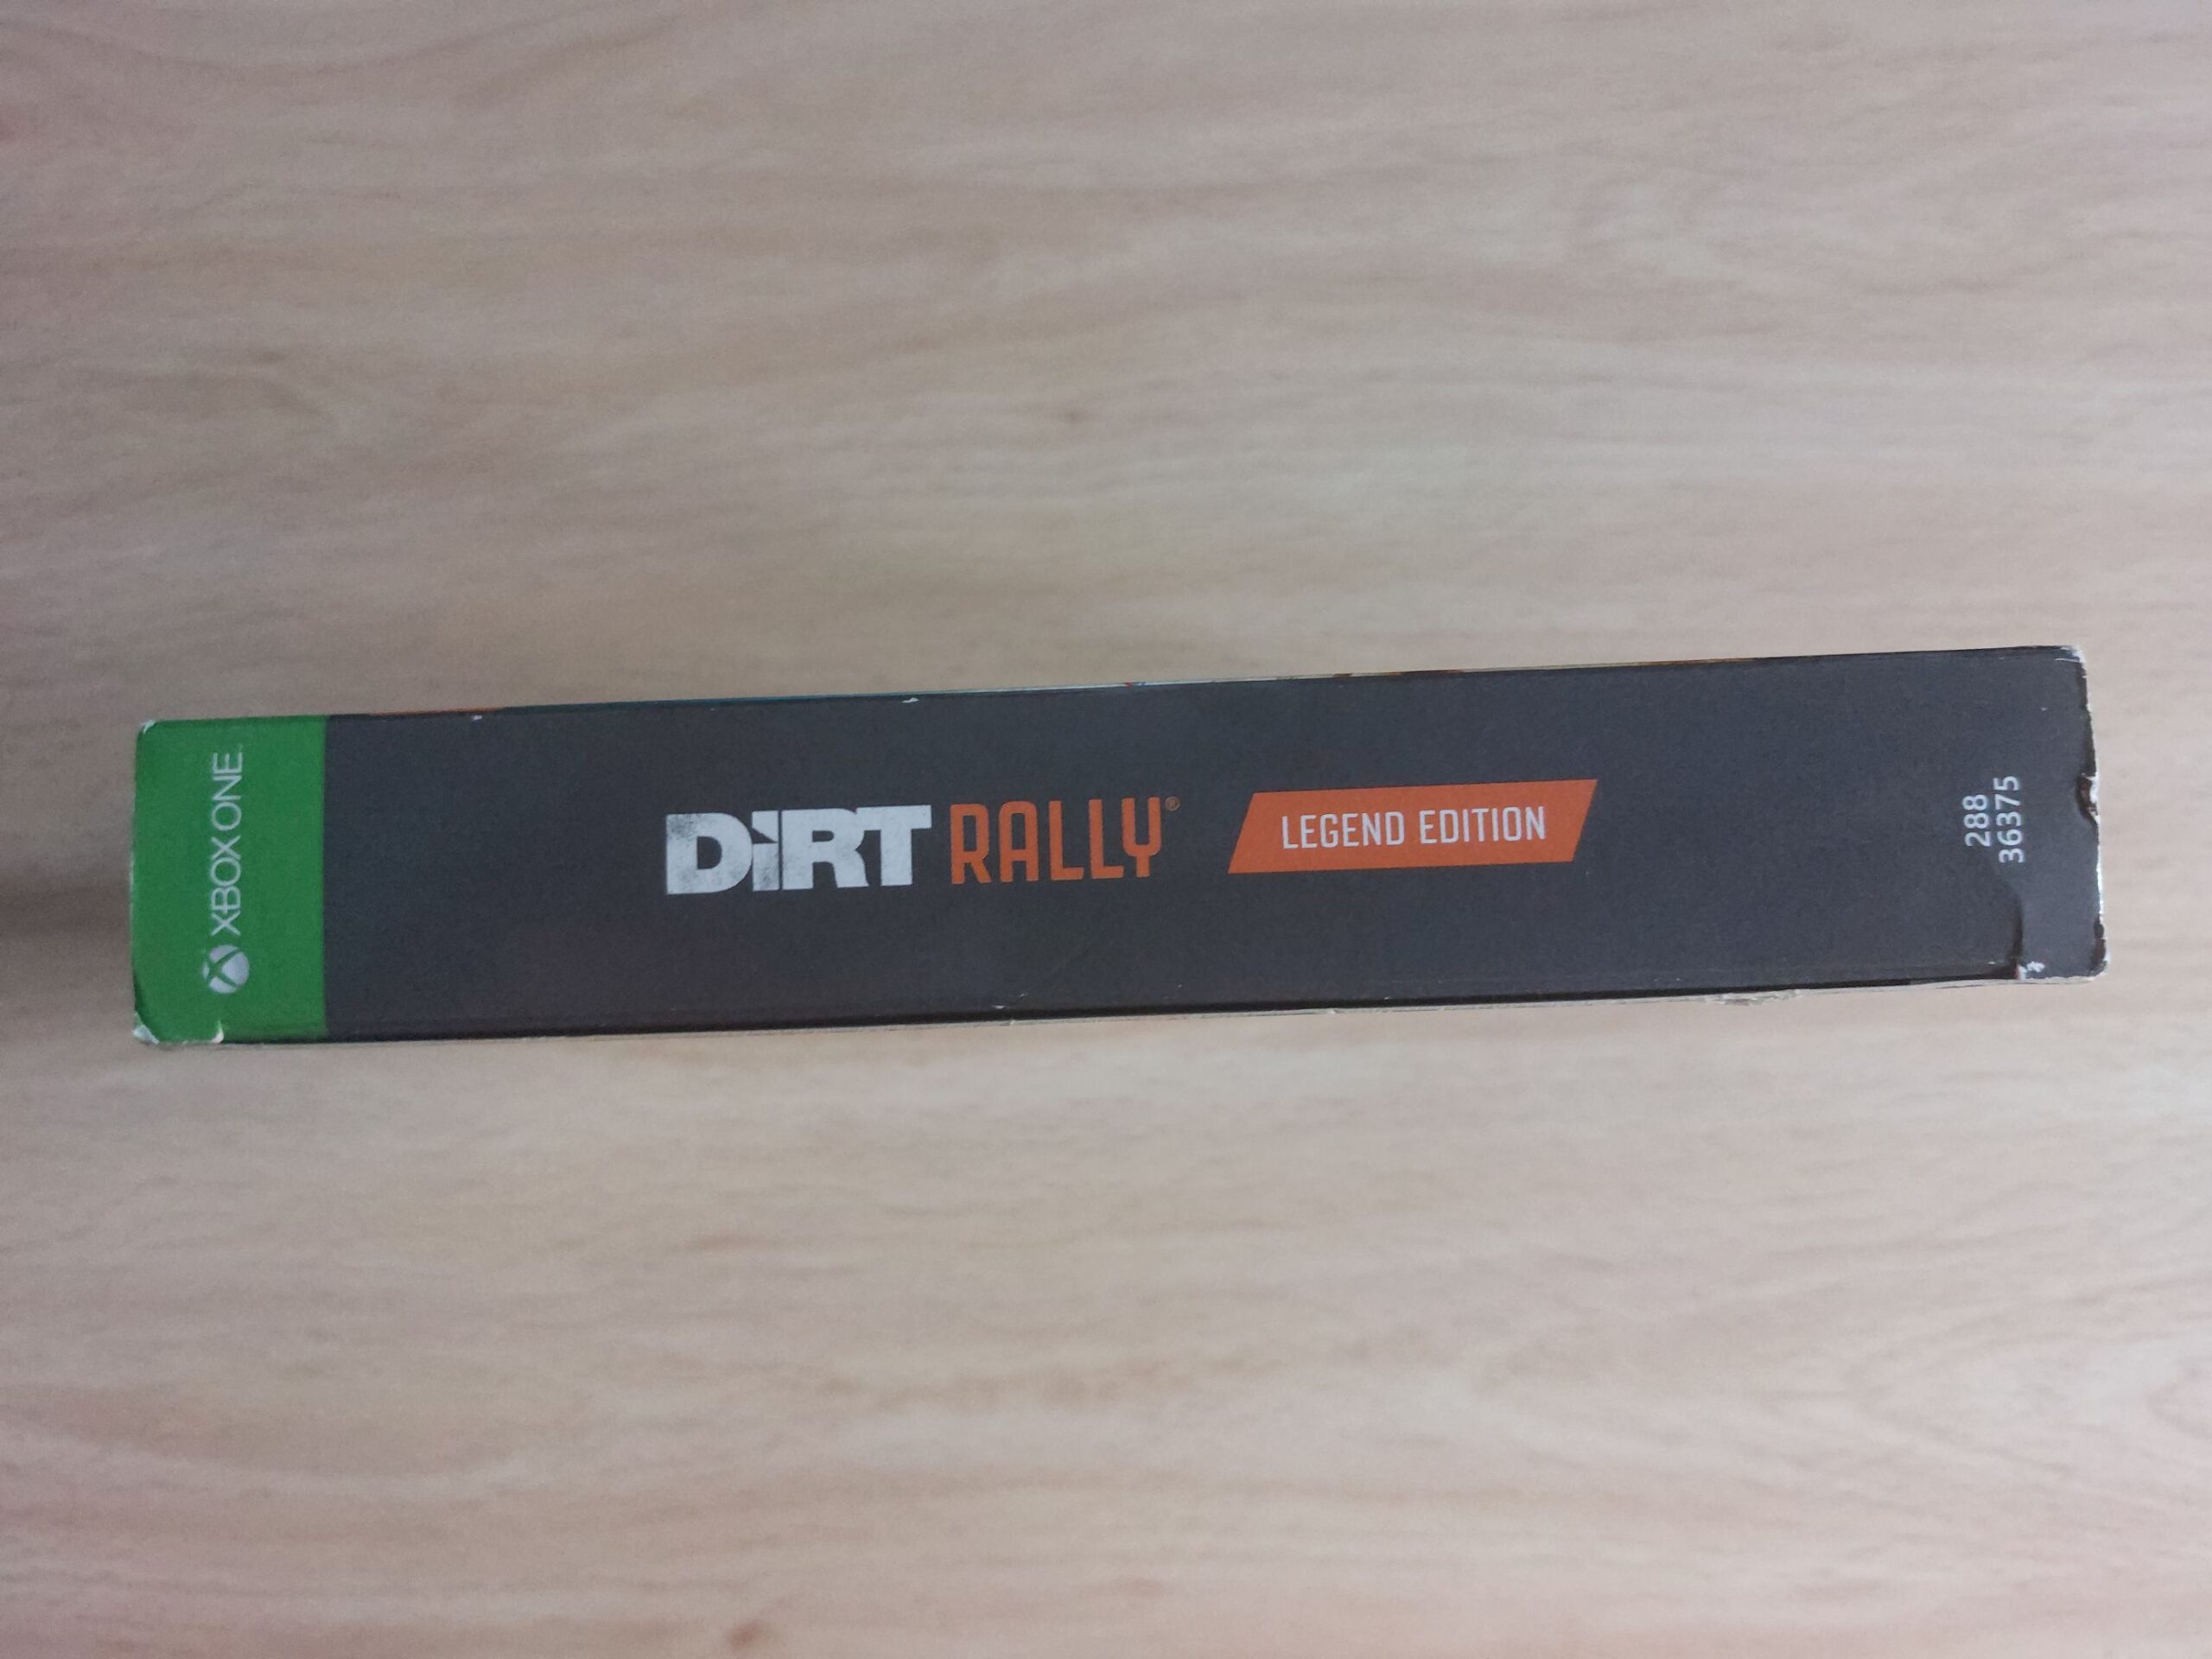 XBOX ONE
DiRT RALLY®
LEGEND EDITION
288
36375